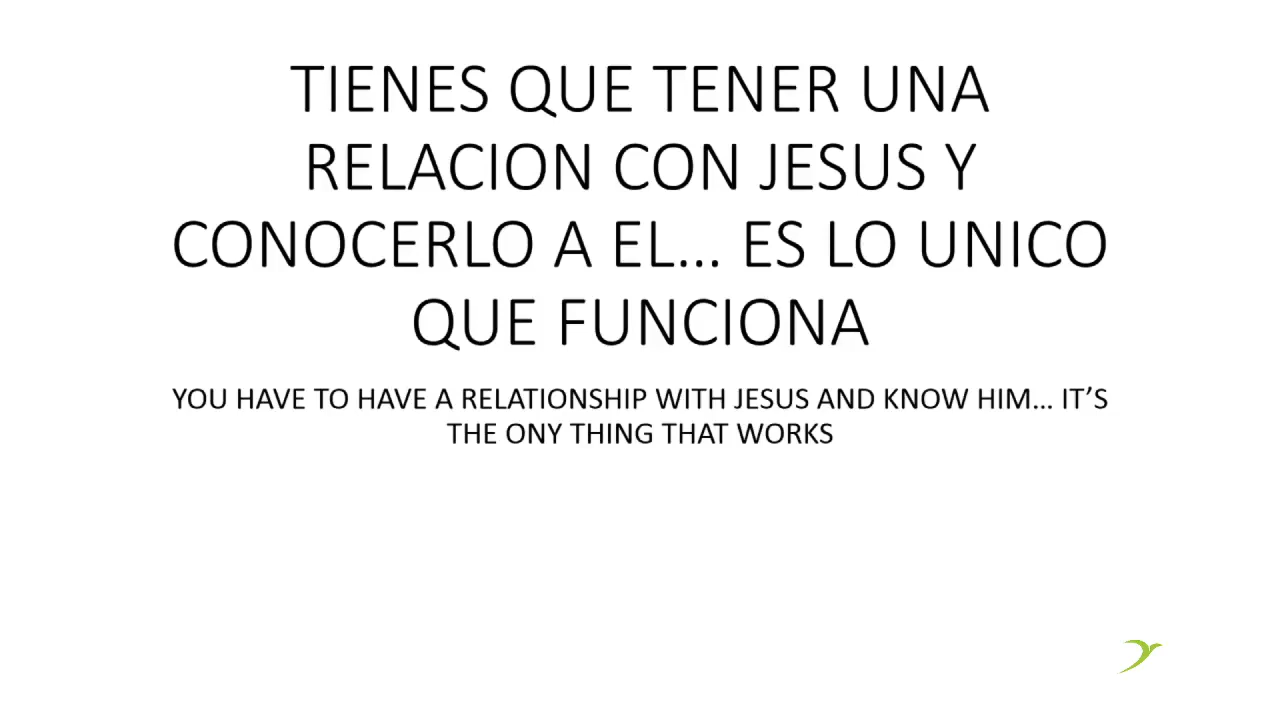 TIENES QUE TENER UNA
RELACION CON JESUS Y
CONOCERLO A EL... ES LO UNICO
QUE FUNCIONA
YOU HAVE TO HAVE A RELATIONSHIP WITH JESUS AND KNOW HIM... IT’S
THE ONY THING THAT WORKS